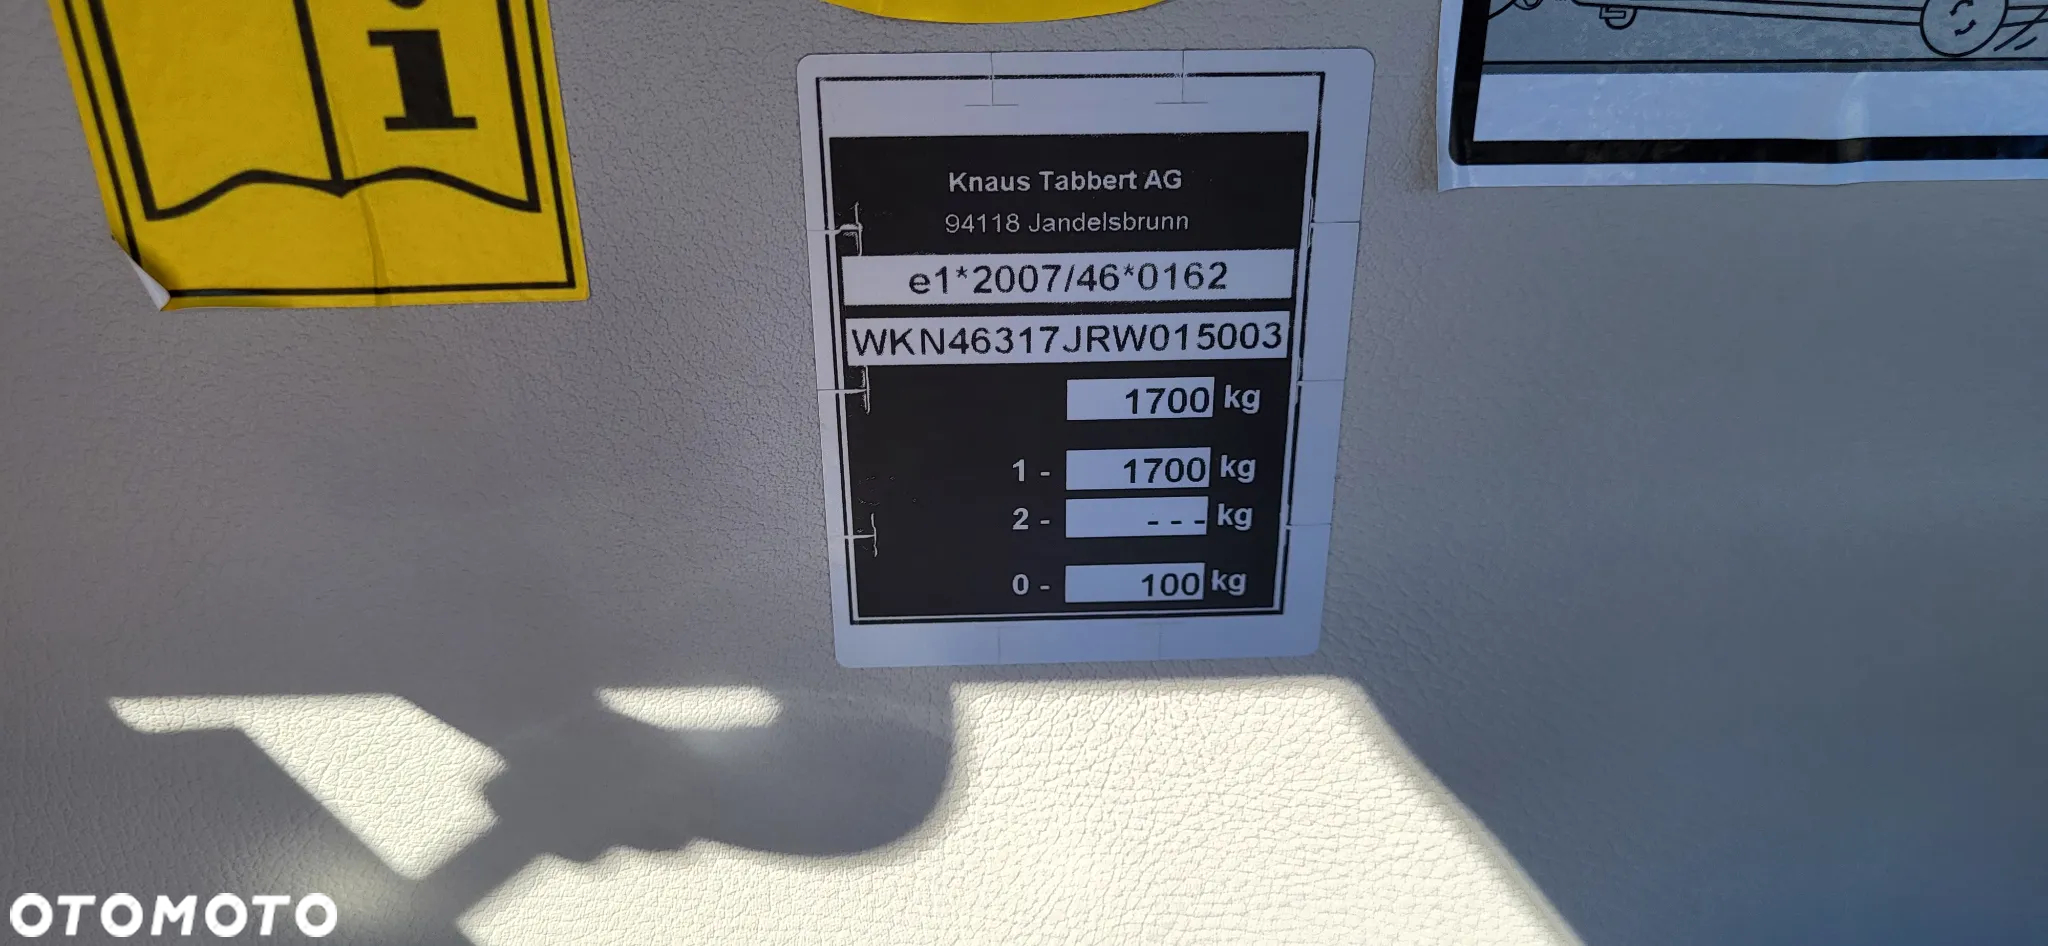 i
Knaus Tabbert AG
94118 Jandelsbrunn
e1*2007/46*0162
WKN46317JRW015003
1700 kg
1 - 1700 kg
2 - --- kg
0 - 100 kg
OTOMOTO